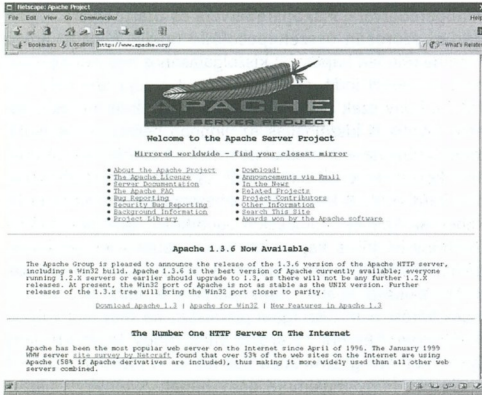 Netscape: Apache Project
File Edit View Go Communicator Help
Bookmarks Location: http://www.apache.org/ What's Related
APACHE
HTTP SERVER PROJECT
Welcome to the Apache Server Project
Mirrored worldwide - find your closest mirror
About the Apache Project
The Apache License
Server Documentation
The Apache FAQ
Bug Reporting
Security Bug Reporting
Background Information
Project Library
Download!
Announcements via Email
In the News
Related Projects
Project Contributors
Other Information
Search This Site
Awards won by the Apache software
Apache 1.3.6 Now Available
The Apache Group is pleased to announce the release of the 1.3.6 version of the Apache HTTP server,
including a Win32 build. Apache 1.3.6 is the best version of Apache currently available; everyone
running 1.2.X servers or earlier should upgrade to 1.3, as there will not be any further 1.2.X
releases. At present, the Win32 port of Apache is not as stable as the UNIX version. Further
releases of the 1.3.x tree will bring the Win32 port closer to parity.
Download Apache 1.3 | Apache for Win32 | New Features in Apache 1.3
The Number One HTTP Server On The Internet
Apache has been the most popular web server on the Internet since April of 1996. The January 1999
WWW server site survey by Netcraft found that over 53% of the web sites on the Internet are using
Apache (58% if Apache derivatives are included), thus making it more widely used than all other web
servers combined.